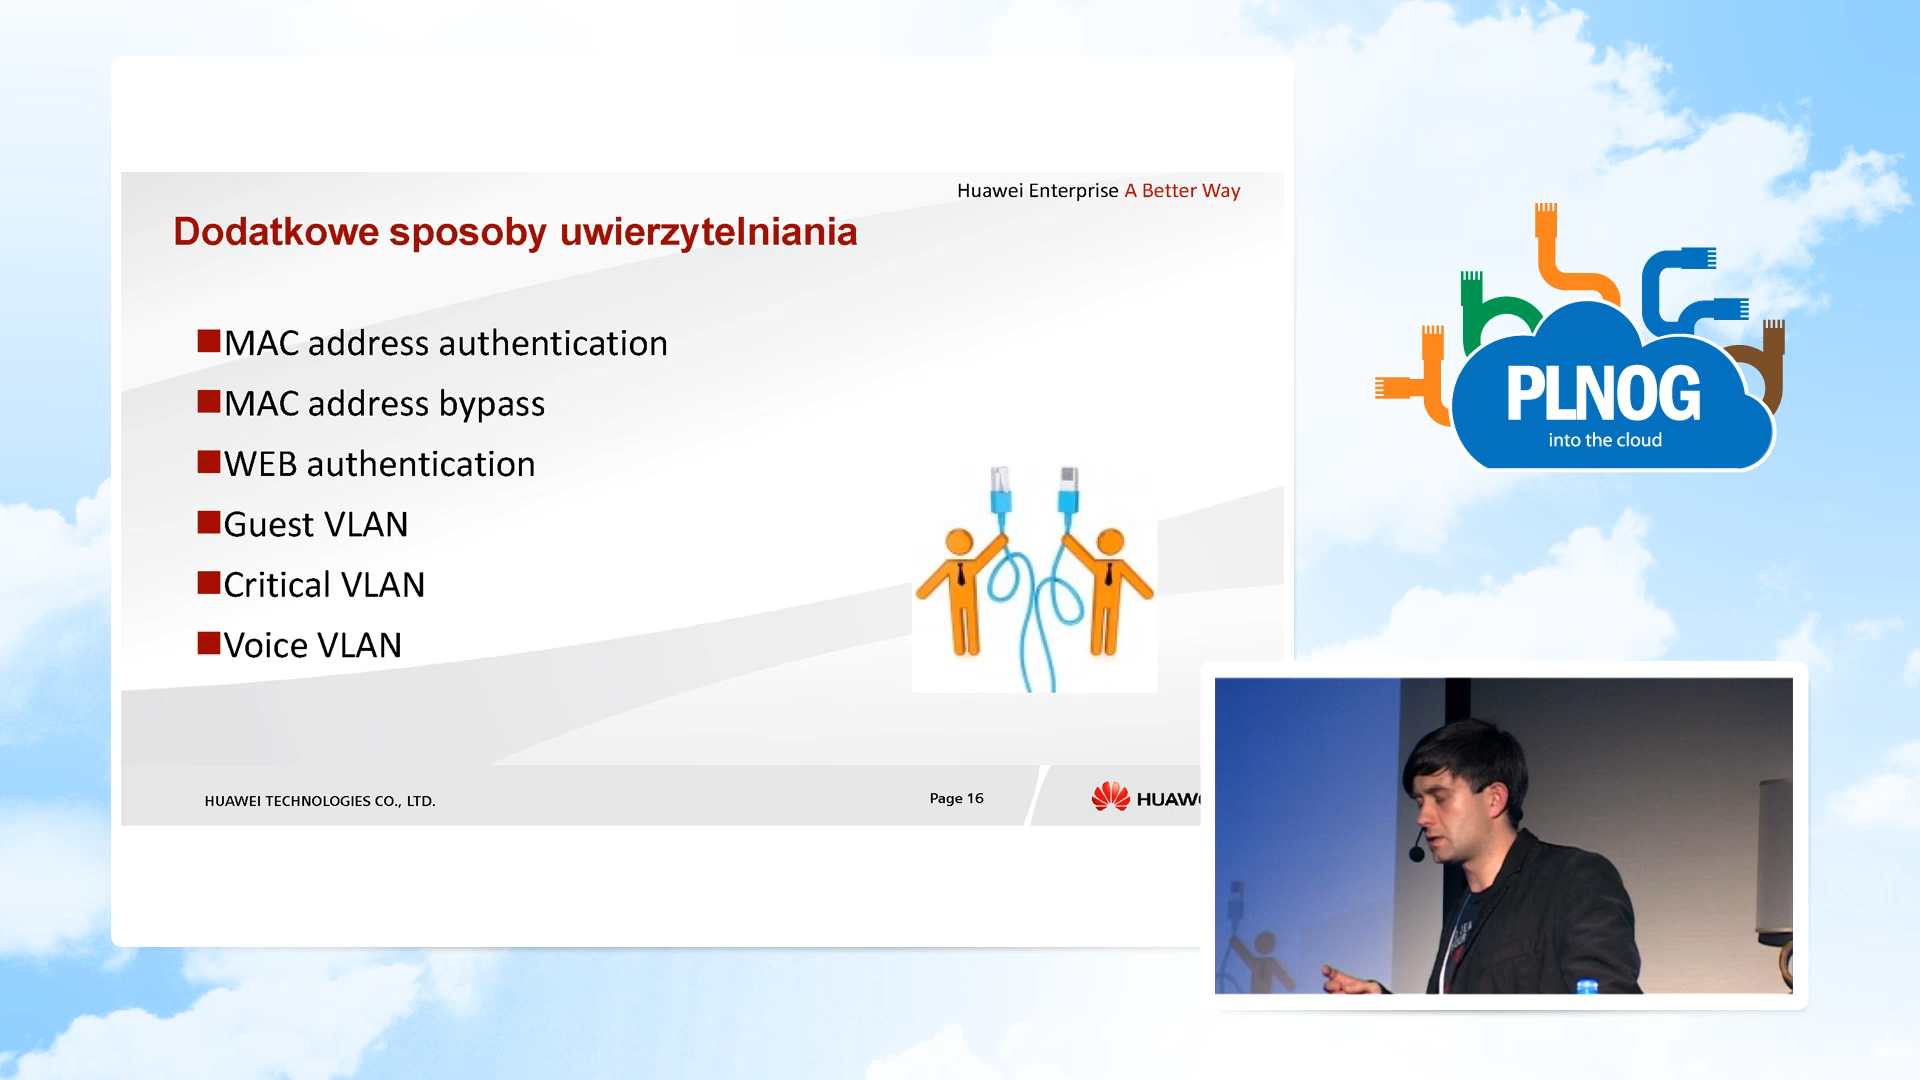 Huawei Enterprise A Better Way
Dodatkowe sposoby uwierzytelniania
MAC address authentication
MAC address bypass
WEB authentication
Guest VLAN
Critical VLAN
Voice VLAN
HUAWEI TECHNOLOGIES CO., LTD.
Page 16
PLNOG
into the cloud